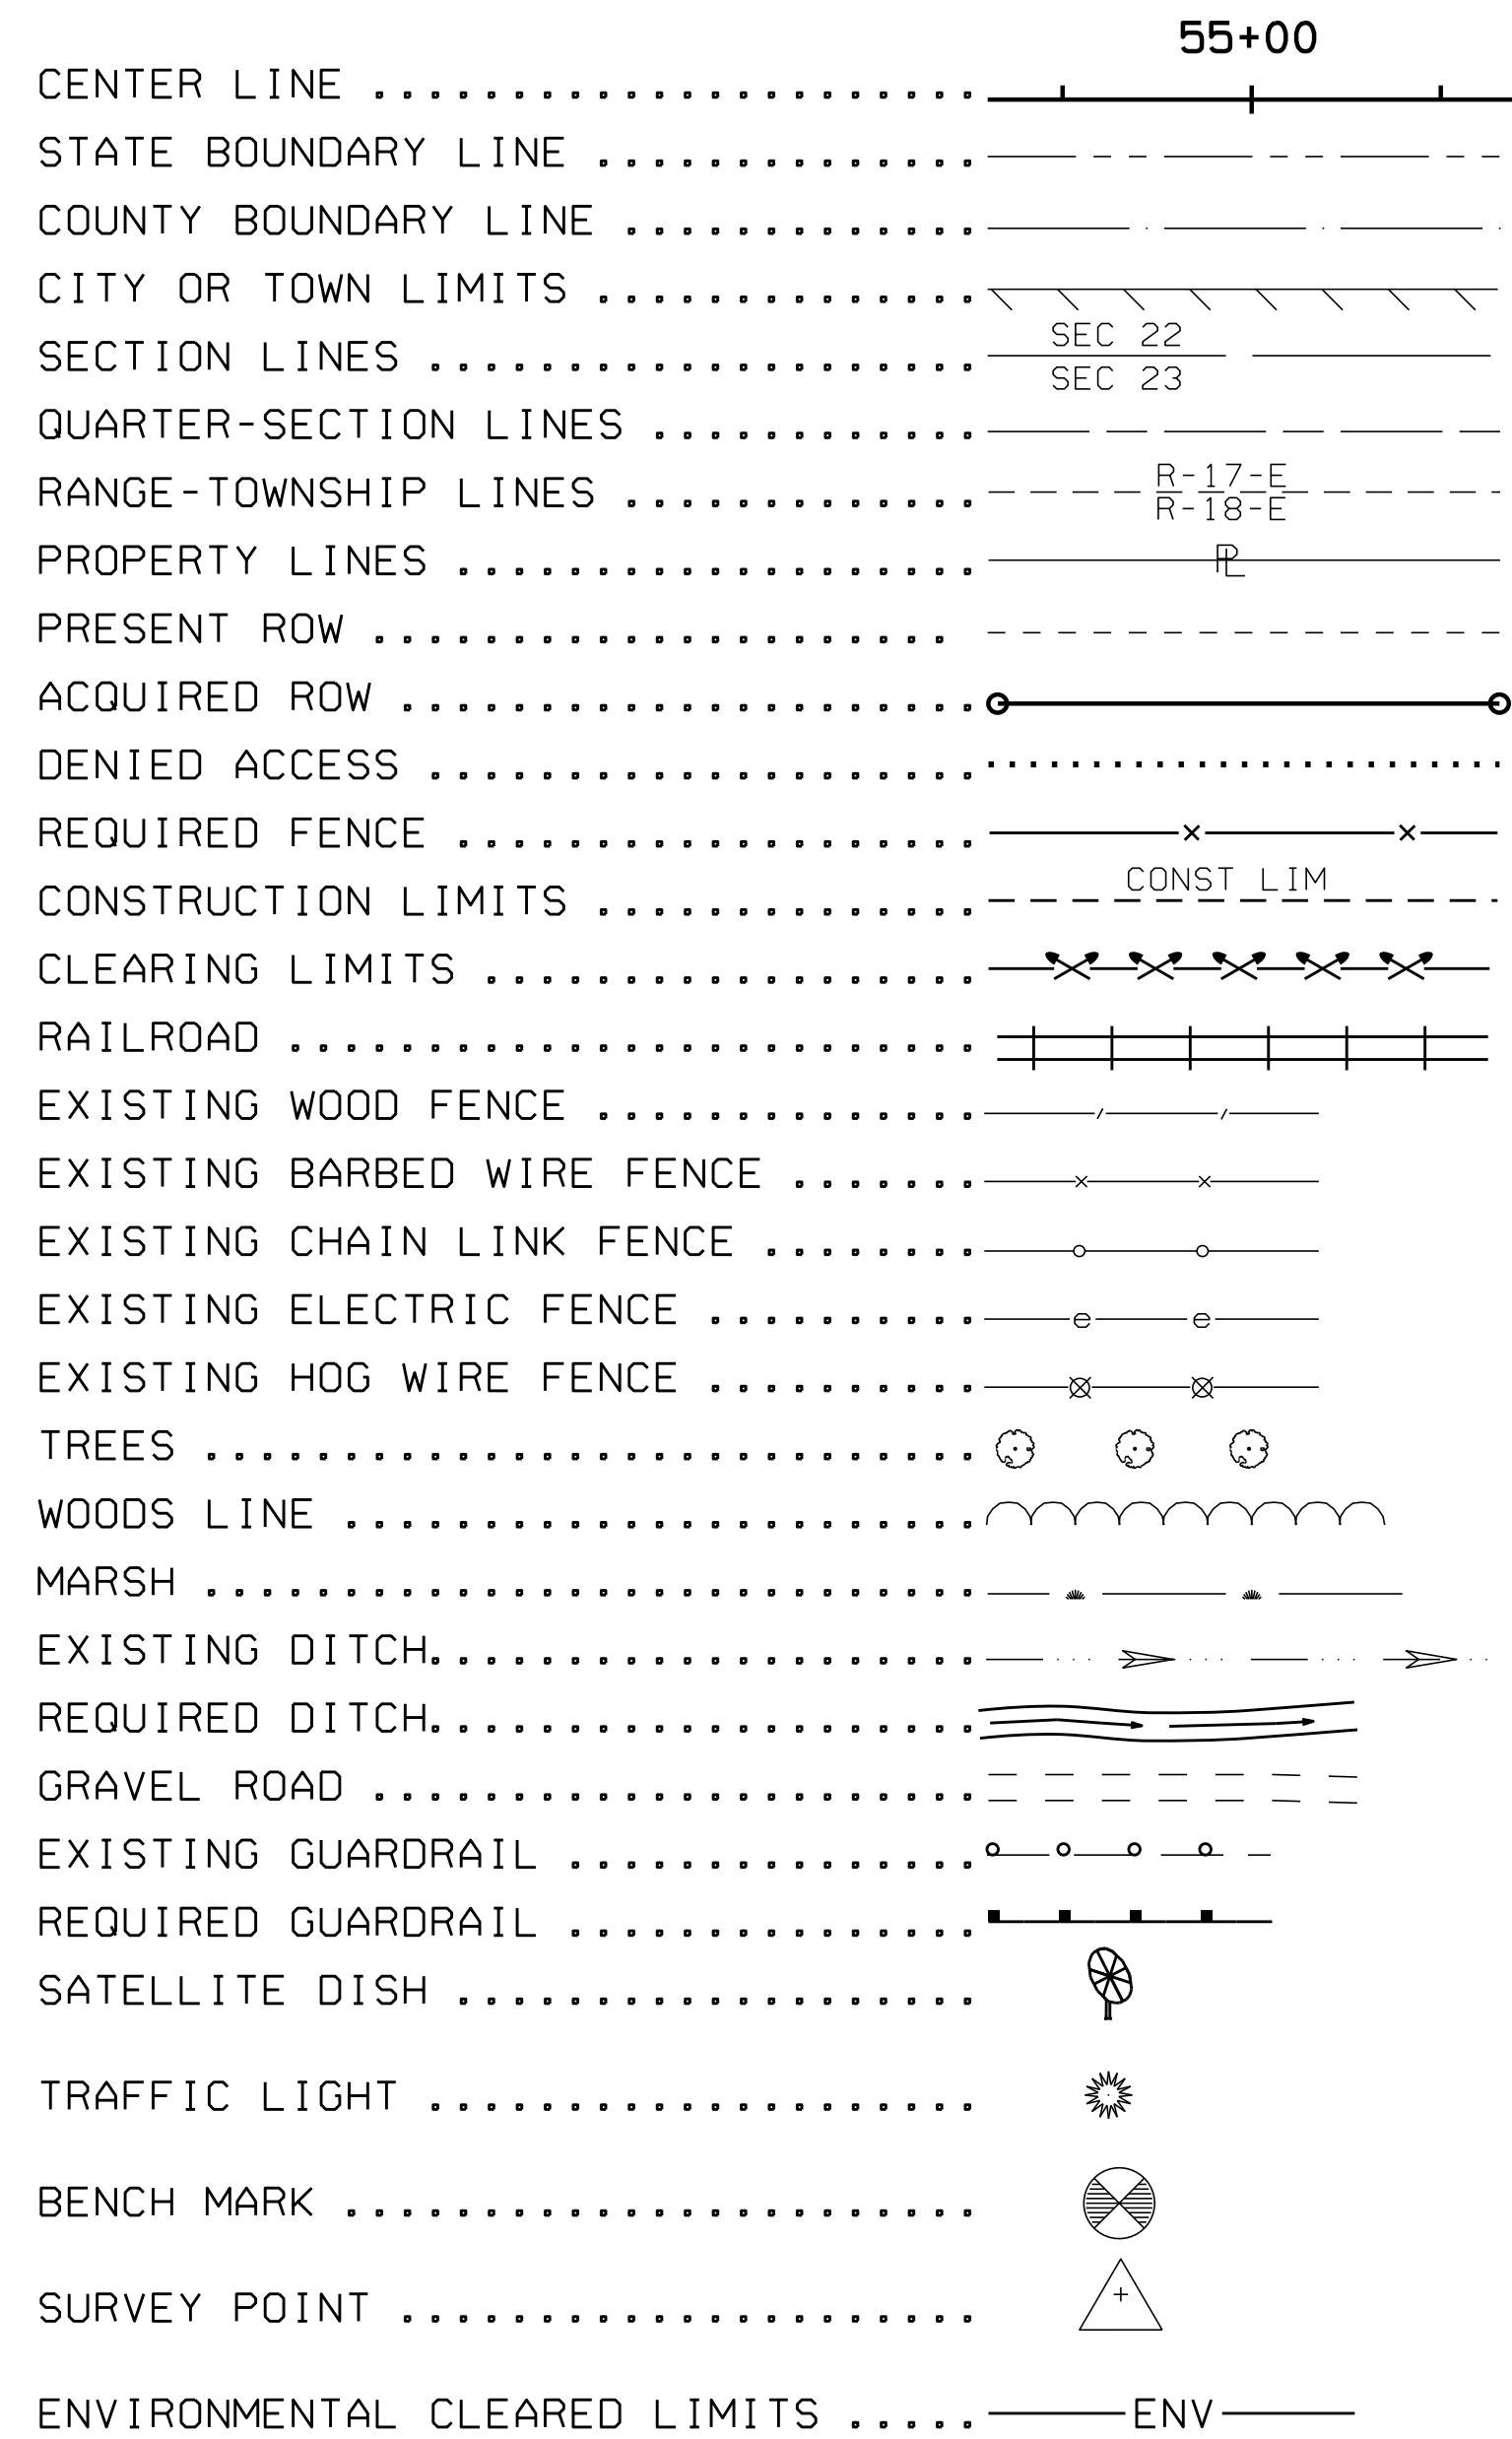 55+00
CENTER LINE . . . . . . . . . . . . . . . . . . . . . .
STATE BOUNDARY LINE . . . . . . . . . . . . . .
COUNTY BOUNDARY LINE . . . . . . . . . . . . .
CITY OR TOWN LIMITS . . . . . . . . . . . . . .
SEC 22
SECTION LINES . . . . . . . . . . . . . . . . . . . .
SEC 23
QUARTER-SECTION LINES . . . . . . . . . . . .
R-17-E
RANGE-TOWNSHIP LINES . . . . . . . . . . . . .
R-18-E
PROPERTY LINES . . . . . . . . . . . . . . . . . . . PL
PRESENT ROW . . . . . . . . . . . . . . . . . . . . .
ACQUIRED ROW . . . . . . . . . . . . . . . . . . . . .
DENIED ACCESS . . . . . . . . . . . . . . . . . . . .
REQUIRED FENCE . . . . . . . . . . . . . . . . . . .
CONST LIM
CONSTRUCTION LIMITS . . . . . . . . . . . . . .
CLEARING LIMITS . . . . . . . . . . . . . . . . . .
RAILROAD . . . . . . . . . . . . . . . . . . . . . . . . .
EXISTING WOOD FENCE . . . . . . . . . . . . . .
EXISTING BARBED WIRE FENCE . . . . . . .
EXISTING CHAIN LINK FENCE . . . . . . . .
EXISTING ELECTRIC FENCE . . . . . . . . . . e e
EXISTING HOG WIRE FENCE . . . . . . . . . .
TREES . . . . . . . . . . . . . . . . . . . . . . . . . . . .
WOODS LINE . . . . . . . . . . . . . . . . . . . . . . .
MARSH . . . . . . . . . . . . . . . . . . . . . . . . . . . .
EXISTING DITCH. . . . . . . . . . . . . . . . . . . .
REQUIRED DITCH. . . . . . . . . . . . . . . . . . . .
GRAVEL ROAD . . . . . . . . . . . . . . . . . . . . . .
EXISTING GUARDRAIL . . . . . . . . . . . . . . .
REQUIRED GUARDRAIL . . . . . . . . . . . . . . .
SATELLITE DISH . . . . . . . . . . . . . . . . . . .
TRAFFIC LIGHT . . . . . . . . . . . . . . . . . . . .
BENCH MARK . . . . . . . . . . . . . . . . . . . . . . .
SURVEY POINT . . . . . . . . . . . . . . . . . . . . .
ENVIRONMENTAL CLEARED LIMITS . . . . . ENV